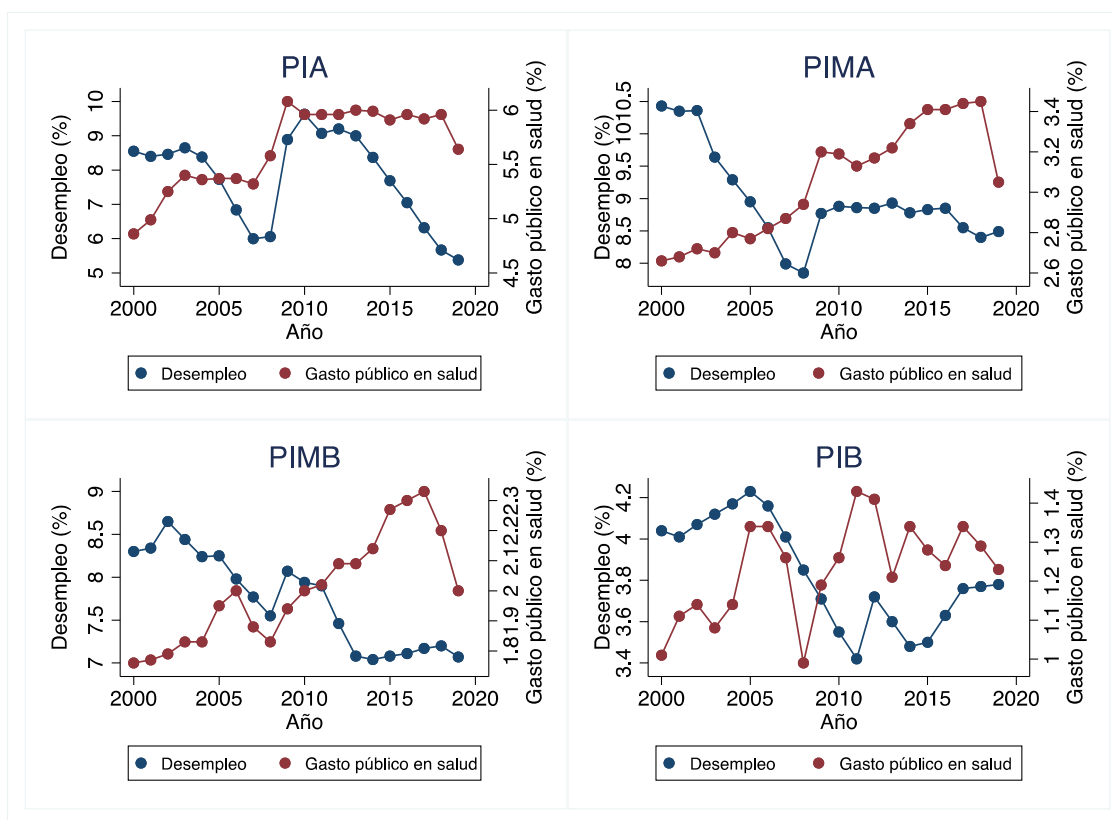 PIA
Desempleo (%)
10
9
8
7
6
5
Gasto público en salud (%)
6
5.5
5
4.5
2000 2005 2010 2015 2020
Año
Desempleo Gasto público en salud
PIMA
Desempleo (%)
10.5
10
9.5
9
8.5
8
Gasto público en salud (%)
3.4
3.2
3
2.8
2.6
2000 2005 2010 2015 2020
Año
Desempleo Gasto público en salud
PIMB
Desempleo (%)
9
8.5
8
7.5
7
Gasto público en salud (%)
2.3
2.2
2.1
2
1.9
1.8
2000 2005 2010 2015 2020
Año
Desempleo Gasto público en salud
PIB
Desempleo (%)
4.2
4
3.8
3.6
3.4
Gasto público en salud (%)
1.4
1.3
1.2
1.1
1
2000 2005 2010 2015 2020
Año
Desempleo Gasto público en salud